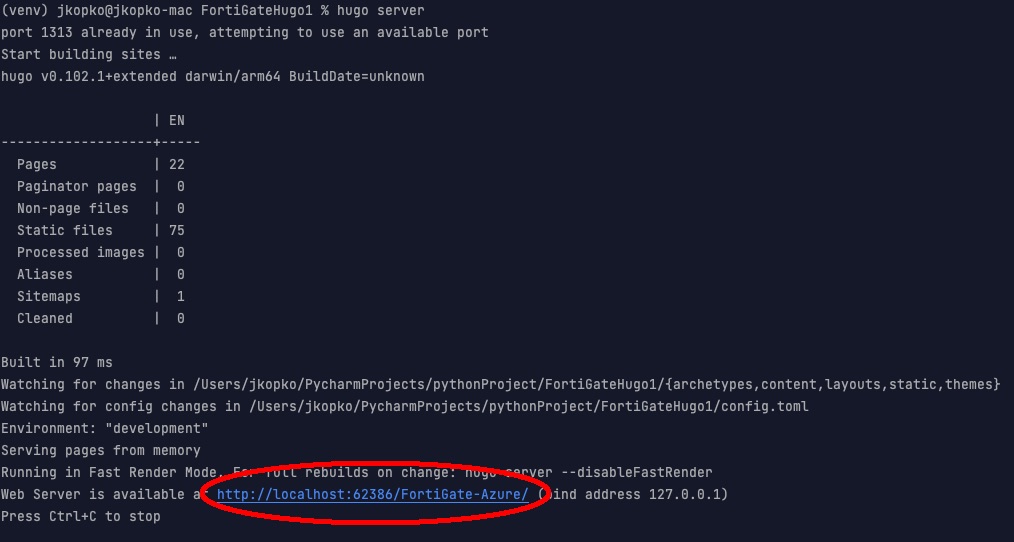 (venv) jkopko@jkopko-mac FortiGateHugo1 % hugo server
port 1313 already in use, attempting to use an available port
Start building sites …
hugo v0.102.1+extended darwin/arm64 BuildDate=unknown
| EN
-------------------+-----
Pages | 22
Paginator pages | 0
Non-page files | 0
Static files | 75
Processed images | 0
Aliases | 0
Sitemaps | 1
Cleaned | 0
Built in 97 ms
Watching for changes in /Users/jkopko/PycharmProjects/pythonProject/FortiGateHugo1/{archetypes,content,layouts,static,themes}
Watching for config changes in /Users/jkopko/PycharmProjects/pythonProject/FortiGateHugo1/config.toml
Environment: "development"
Serving pages from memory
Running in Fast Render Mode. For full rebuilds on change: hugo server --disableFastRender
Web Server is available at http://localhost:62386/FortiGate-Azure/ (bind address 127.0.0.1)
Press Ctrl+C to stop